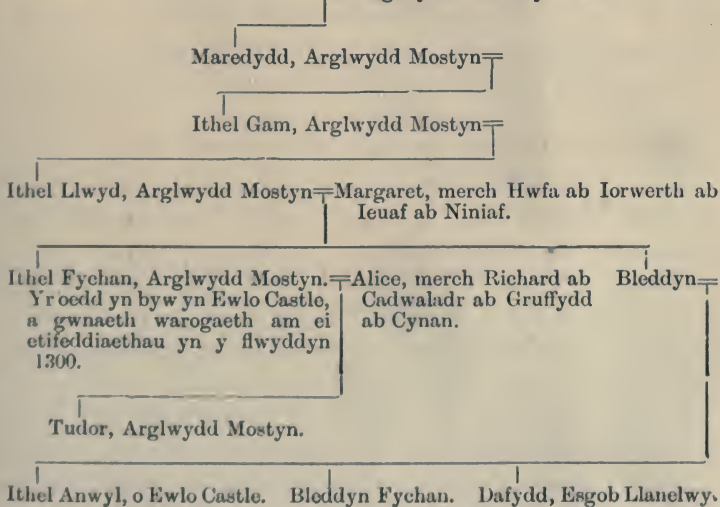 Maredydd, Arglwydd Mostyn
Ithel Gam, Arglwydd Mostyn
Ithel Llwyd, Arglwydd Mostyn=Margaret, merch Hwfa ab Iorwerth ab
Ieuaf ab Niniaf.
Ithel Fychan, Arglwydd Mostyn.=Alice, merch Richard ab
Yr oedd yn byw yn Ewlo Castle,
a gwnaeth warogaeth am ei
etifeddiaethau yn y flwyddyn
1300.
Cadwaladr ab Gruffydd
ab Cynan.
Bleddyn=
Tudor, Arglwydd Mostyn.
Ithel Anwyl, o Ewlo Castle. Bleddyn Fychan. Dafydd, Esgob Llanelwy.